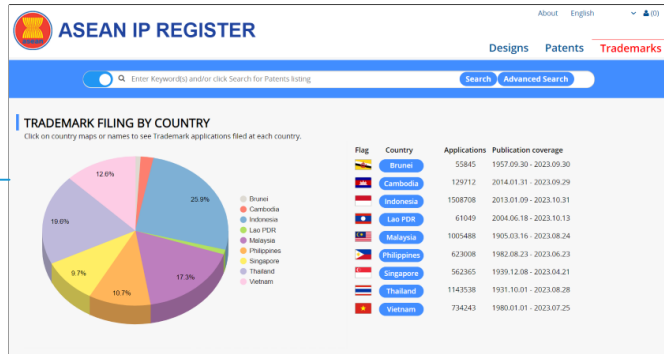 About English (0)
ASEAN IP REGISTER
Designs Patents Trademarks
Enter Keyword(s) and/or click Search for Patents listing Search Advanced Search
TRADEMARK FILING BY COUNTRY
Click on country maps or names to see Trademark applications filed at each country.
Flag Country Applications Publication coverage
Brunei 55845 1957.09.30 - 2023.09.30
Cambodia 129712 2014.01.31 - 2023.09.29
Indonesia 1508708 2013.01.09 - 2023.10.31
Lao PDR 61049 2004.06.18 - 2023.10.13
Malaysia 1005488 1905.03.16 - 2023.08.24
Philippines 623008 1982.08.23 - 2023.06.23
Singapore 562365 1939.12.08 - 2023.04.21
Thailand 1143538 1931.10.01 - 2023.08.28
Vietnam 734243 1980.01.01 - 2023.07.25
12.6%
25.9%
19.6%
9.7%
10.7%
17.3%
Brunei
Cambodia
Indonesia
Lao PDR
Malaysia
Philippines
Singapore
Thailand
Vietnam